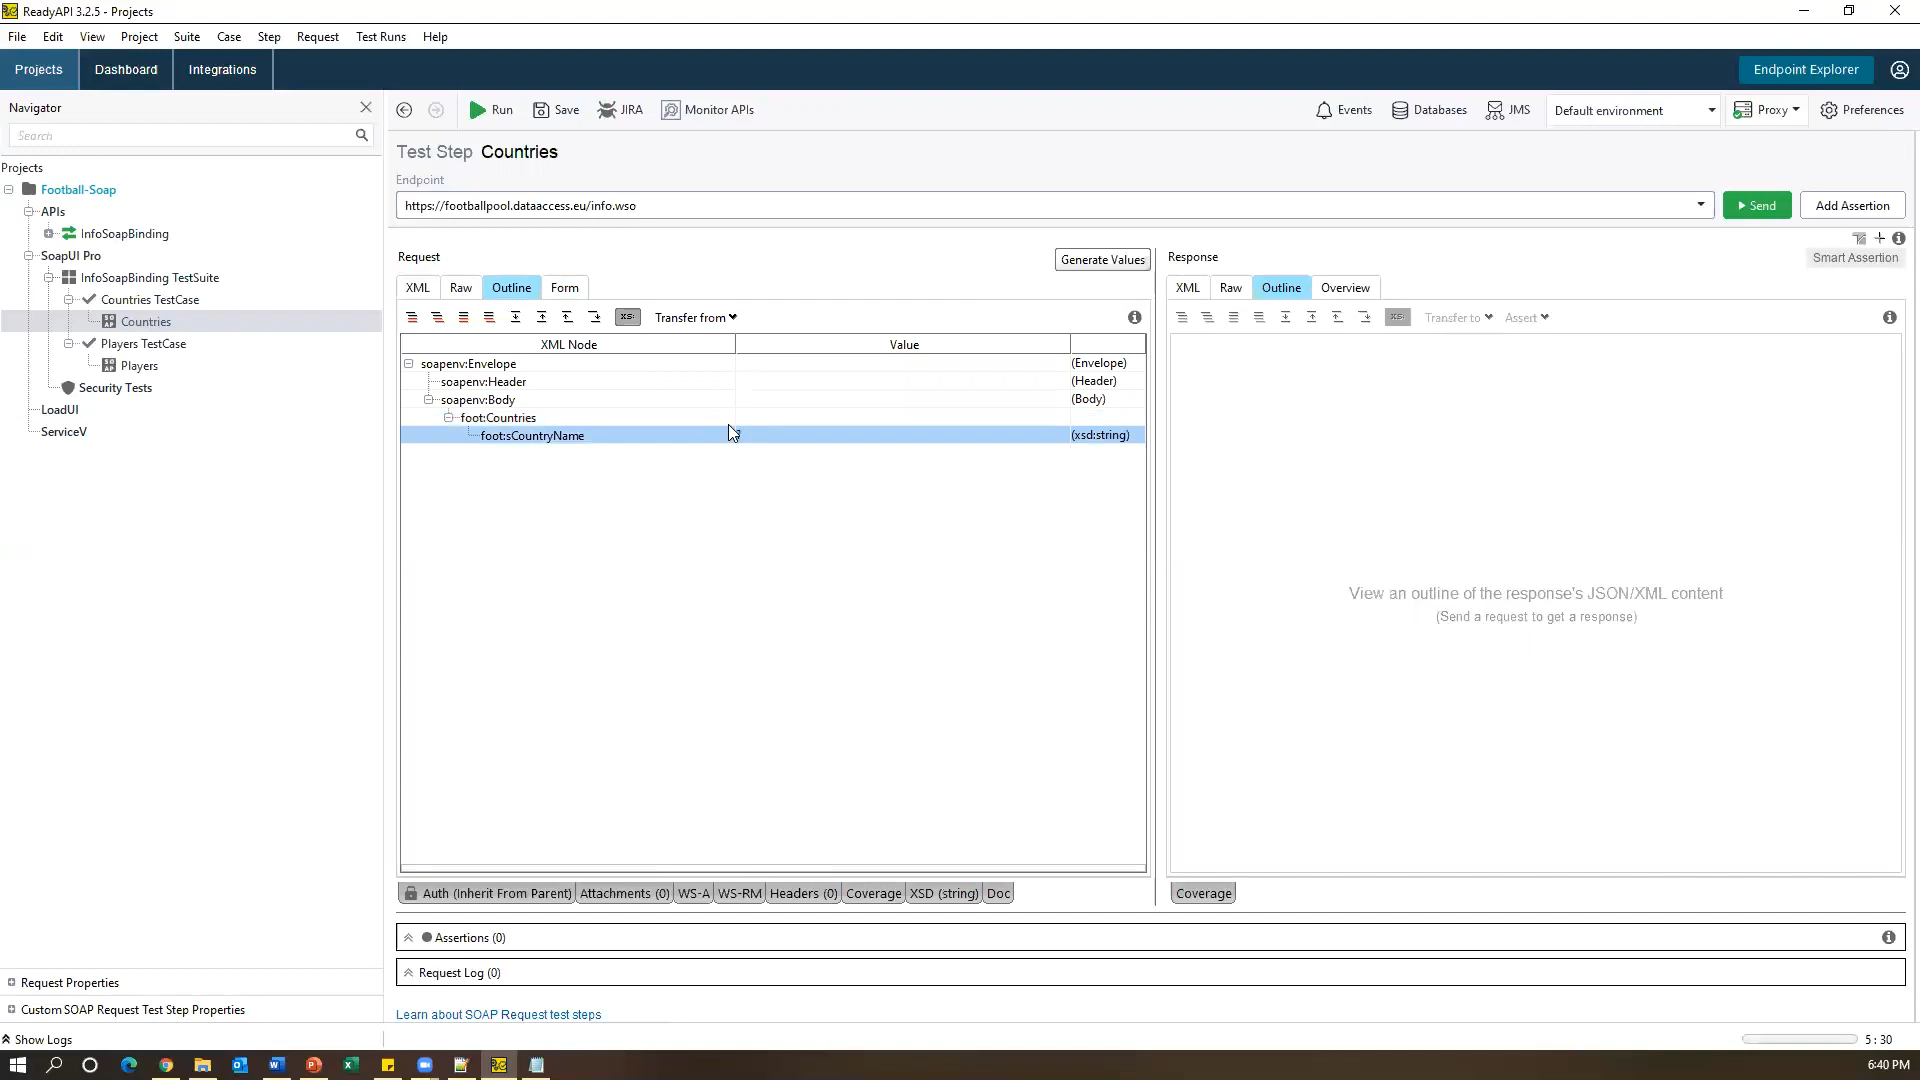 ReadyAPI 3.2.5 - Projects
File Edit View Project Suite Case Step Request Test Runs Help
Projects Dashboard Integrations Endpoint Explorer
Navigator
Search
Projects
Football-Soap
APIs
InfoSoapBinding
SoapUI Pro
InfoSoapBinding TestSuite
Countries TestCase
Countries
Players TestCase
Players
Security Tests
LoadUI
ServiceV
Request Properties
Custom SOAP Request Test Step Properties
Run Save JIRA Monitor APIs Events Databases JMS Default environment Proxy Preferences
Test Step Countries
Endpoint
https://footballpool.dataaccess.eu/info.wso Send Add Assertion
Request Generate Values
XML Raw Outline Form
XS: Transfer from
XML Node Value
soapenv:Envelope (Envelope)
soapenv:Header (Header)
soapenv:Body (Body)
foot:Countries
foot:sCountryName (xsd:string)
Auth (Inherit From Parent) Attachments (0) WS-A WS-RM Headers (0) Coverage XSD (string) Doc
Response Smart Assertion
XML Raw Outline Overview
XS: Transfer to Assert
View an outline of the response's JSON/XML content
(Send a request to get a response)
Coverage
Assertions (0)
Request Log (0)
Learn about SOAP Request test steps
Show Logs 5 : 30
6:40 PM